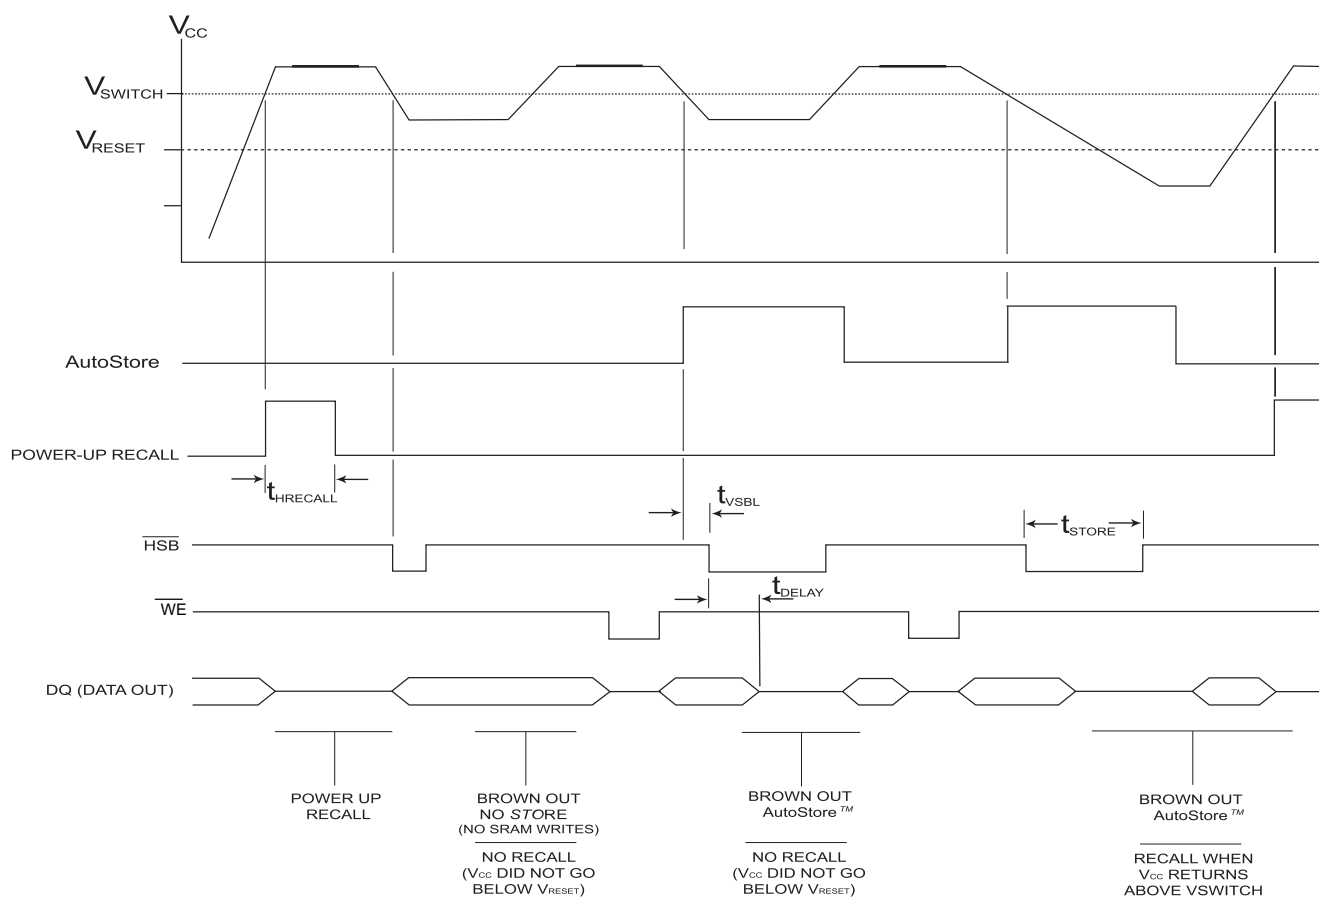 VCC
VSWITCH
VRESET
AutoStore
POWER-UP RECALL
tHRECALL
tVSBL
HSB
tSTORE
tDELAY
WE
DQ (DATA OUT)
POWER UP
RECALL
BROWN OUT
NO STORE
(NO SRAM WRITES)
NO RECALL
(VCC DID NOT GO
BELOW VRESET)
BROWN OUT
AutoStore™
NO RECALL
(VCC DID NOT GO
BELOW VRESET)
BROWN OUT
AutoStore™
RECALL WHEN
VCC RETURNS
ABOVE VSWITCH